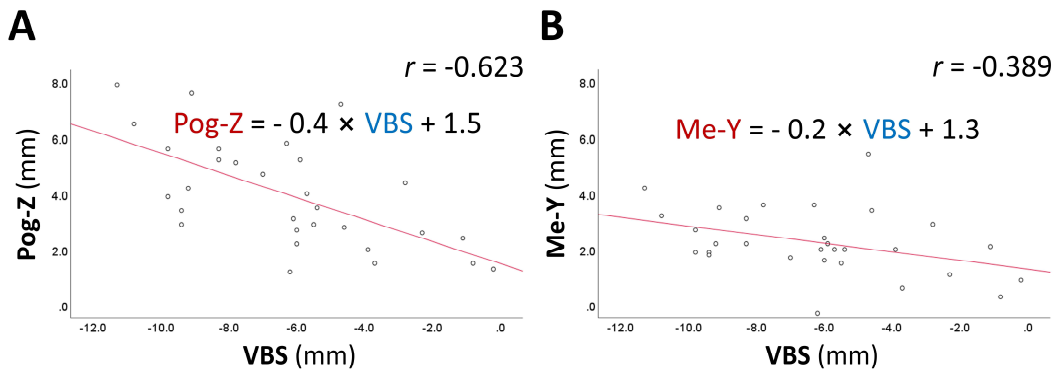 A
r = -0.623
Pog-Z = - 0.4 × VBS + 1.5
Pog-Z (mm)
8.0
6.0
4.0
2.0
.0
-12.0 -10.0 -8.0 -6.0 -4.0 -2.0 .0
VBS (mm)
B
r = -0.389
Me-Y = - 0.2 × VBS + 1.3
Me-Y (mm)
8.0
6.0
4.0
2.0
.0
-12.0 -10.0 -8.0 -6.0 -4.0 -2.0 .0
VBS (mm)